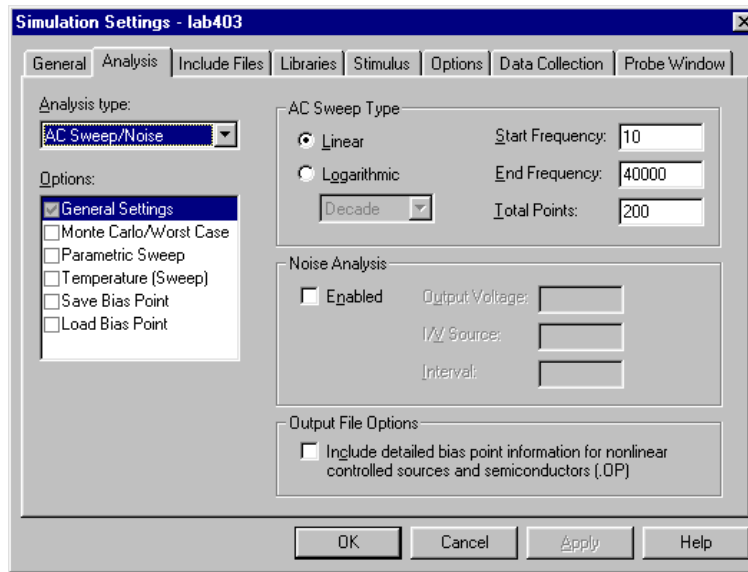 Simulation Settings - lab403
General Analysis Include Files Libraries Stimulus Options Data Collection Probe Window
Analysis type:
AC Sweep/Noise
Options:
General Settings
Monte Carlo/Worst Case
Parametric Sweep
Temperature (Sweep)
Save Bias Point
Load Bias Point
AC Sweep Type
Linear
Logarithmic
Decade
Start Frequency: 10
End Frequency: 40000
Total Points: 200
Noise Analysis
Enabled
Output Voltage:
I/V Source:
Interval:
Output File Options
Include detailed bias point information for nonlinear
controlled sources and semiconductors (.OP)
OK Cancel Apply Help